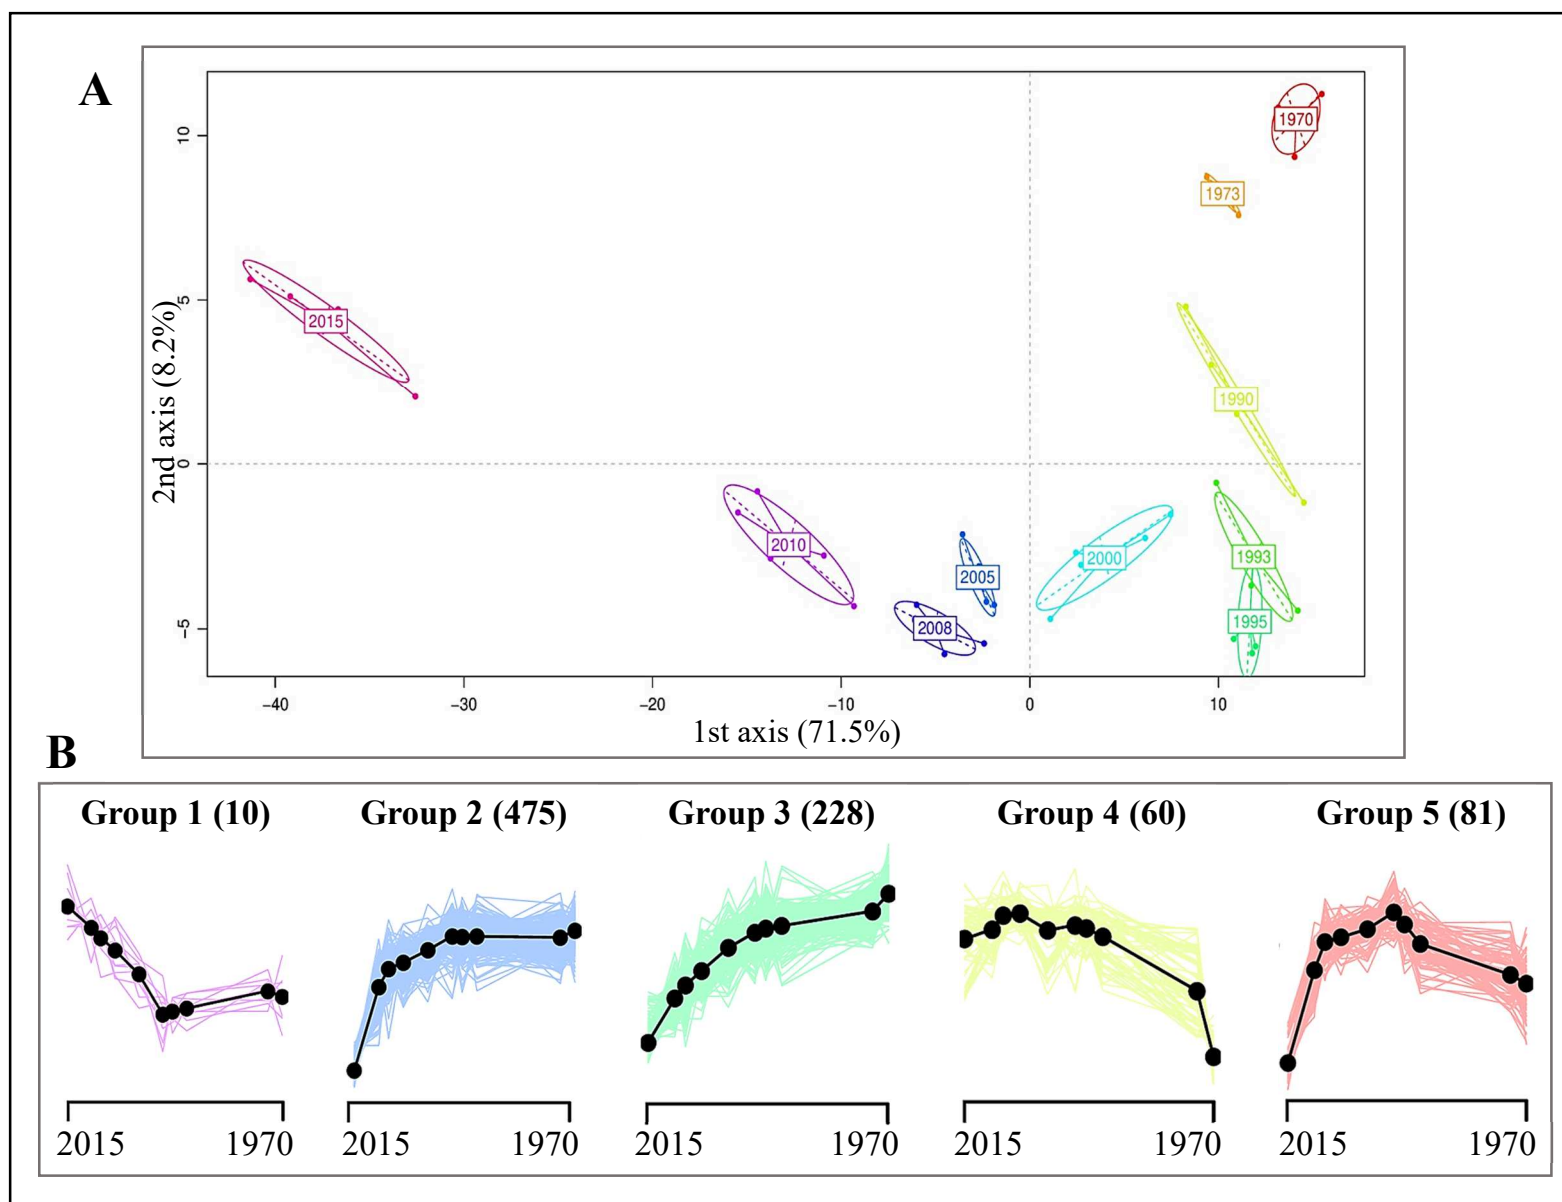 A
1970
10
1973
5
2015
1990
2nd axis (8.2%)
0
2010
1993
2000
2005
1995
2008
−5
−40 −30 −20 −10 0 10
1st axis (71.5%)
B
Group 1 (10) Group 2 (475) Group 3 (228) Group 4 (60) Group 5 (81)
2015 1970 2015 1970 2015 1970 2015 1970 2015 1970